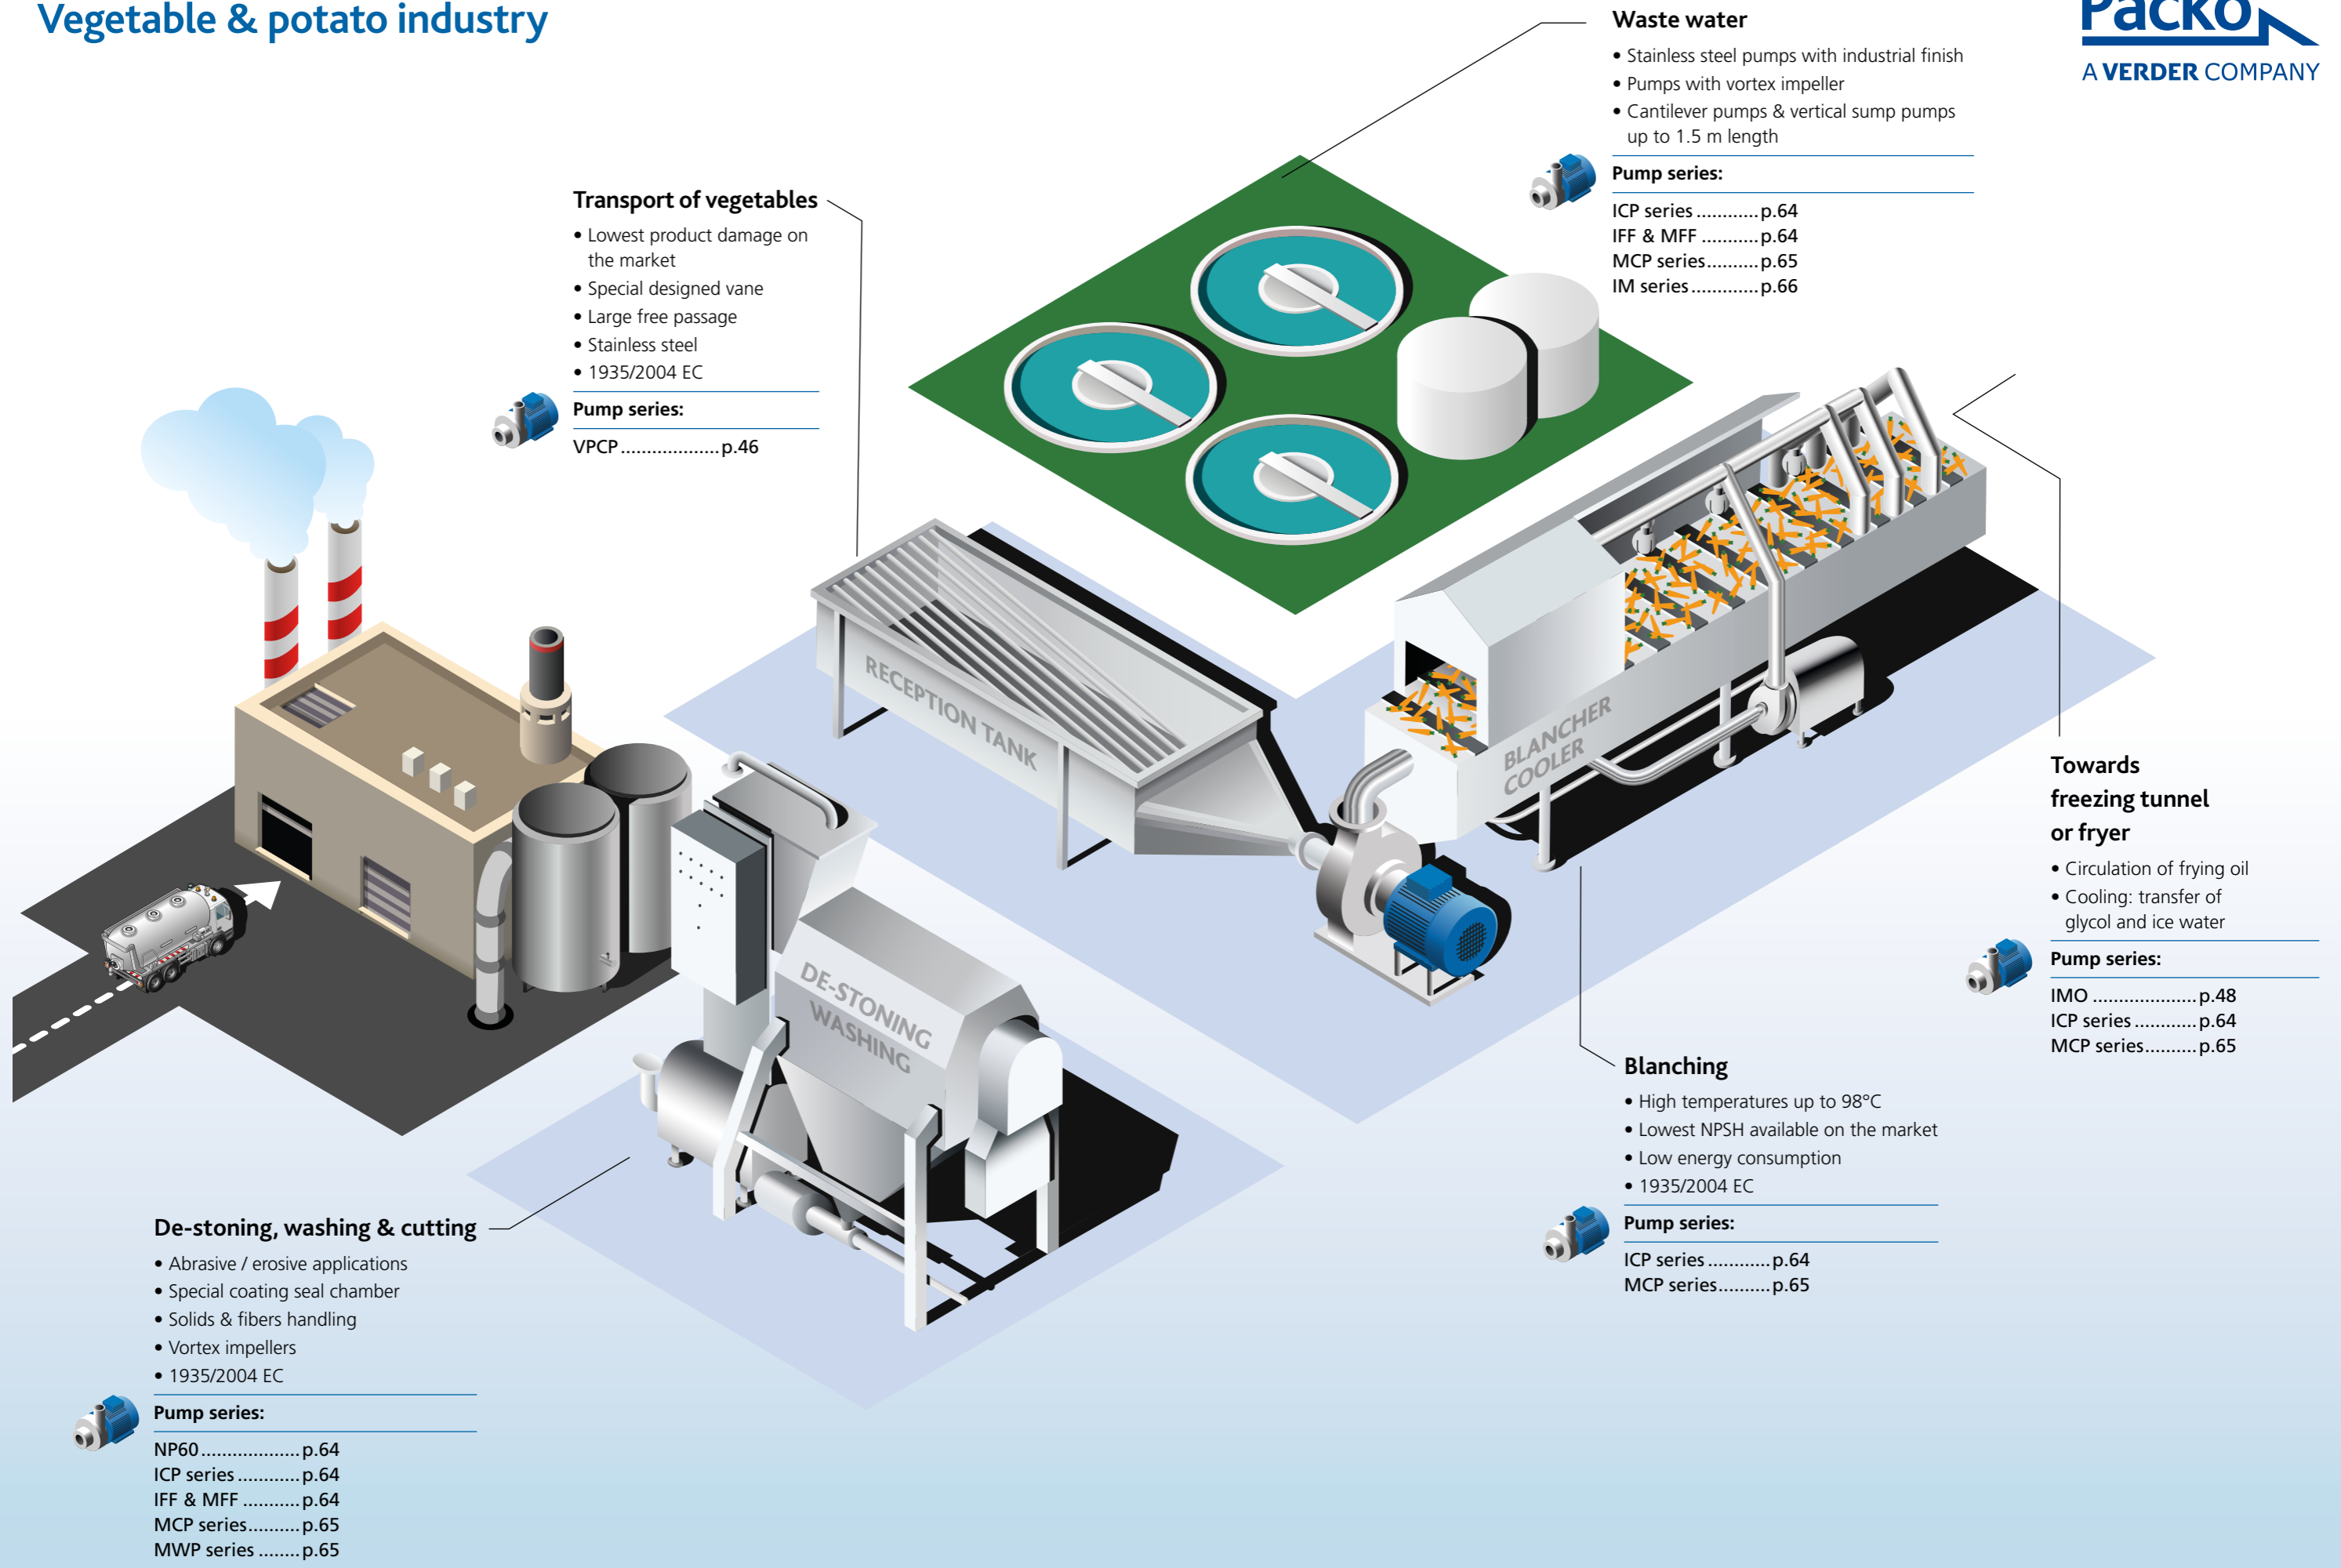 Vegetable & potato industry
Packo
A VERDER COMPANY
Waste water
• Stainless steel pumps with industrial finish
• Pumps with vortex impeller
• Cantilever pumps & vertical sump pumps
up to 1.5 m length
Pump series:
ICP series ............p.64
IFF & MFF ...........p.64
MCP series..........p.65
IM series.............p.66
Transport of vegetables
• Lowest product damage on
the market
• Special designed vane
• Large free passage
• Stainless steel
• 1935/2004 EC
Pump series:
VPCP...................p.46
RECEPTION TANK
BLANCHER
COOLER
DE-STONING
WASHING
Towards
freezing tunnel
or fryer
• Circulation of frying oil
• Cooling: transfer of
glycol and ice water
Pump series:
IMO ....................p.48
ICP series ............p.64
MCP series..........p.65
Blanching
• High temperatures up to 98°C
• Lowest NPSH available on the market
• Low energy consumption
• 1935/2004 EC
Pump series:
ICP series ............p.64
MCP series..........p.65
De-stoning, washing & cutting
• Abrasive / erosive applications
• Special coating seal chamber
• Solids & fibers handling
• Vortex impellers
• 1935/2004 EC
Pump series:
NP60...................p.64
ICP series ............p.64
IFF & MFF ...........p.64
MCP series..........p.65
MWP series ........p.65